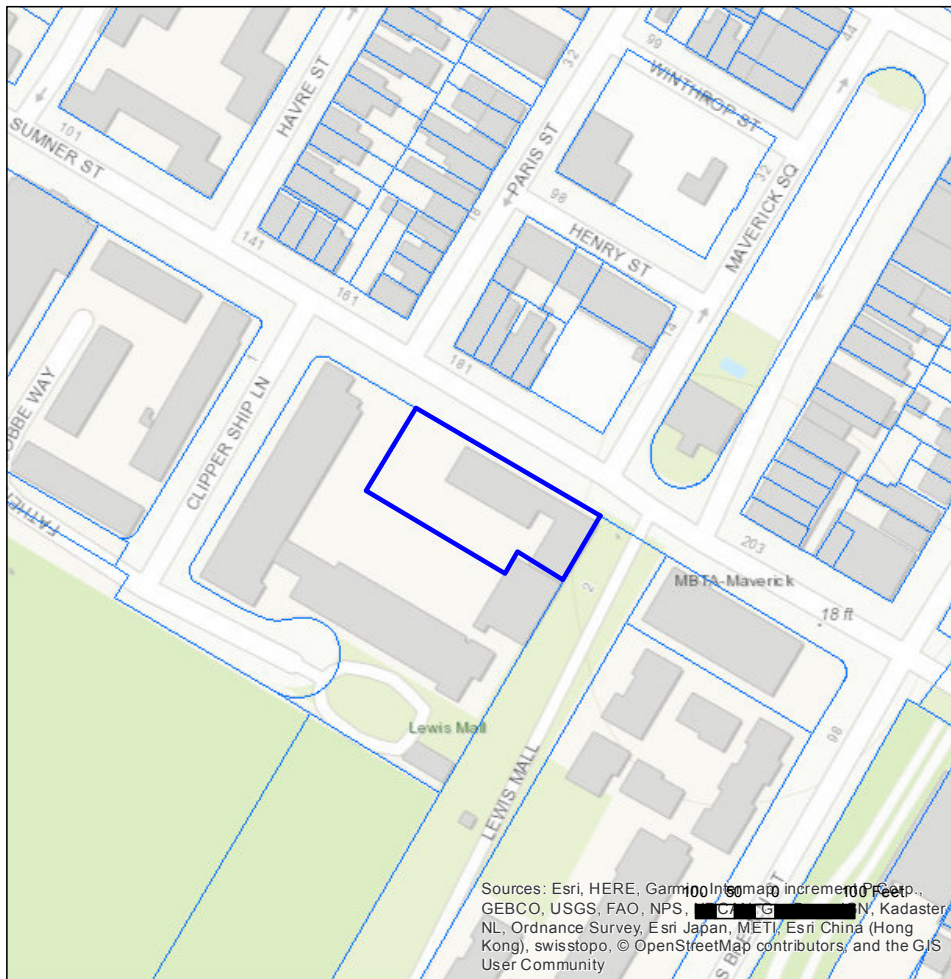 99
44
WINTHROP ST
32
HAVRE ST
101
SUMNER ST
PARIS ST
32
98
MAVERICK SQ
16
HENRY ST
141
161
14
181
1
CLIPPER SHIP LN
203
2
MBTA-Maverick
18 ft
98
Lewis Mall
LEWIS MALL
Sources: Esri, HERE, Garmin, Intermap, increment P Corp.,
100 50 0 100 Feet
GEBCO, USGS, FAO, NPS, Kadaster
NL, Ordnance Survey, Esri Japan, METI, Esri China (Hong
Kong), swisstopo, © OpenStreetMap contributors, and the GIS
User Community